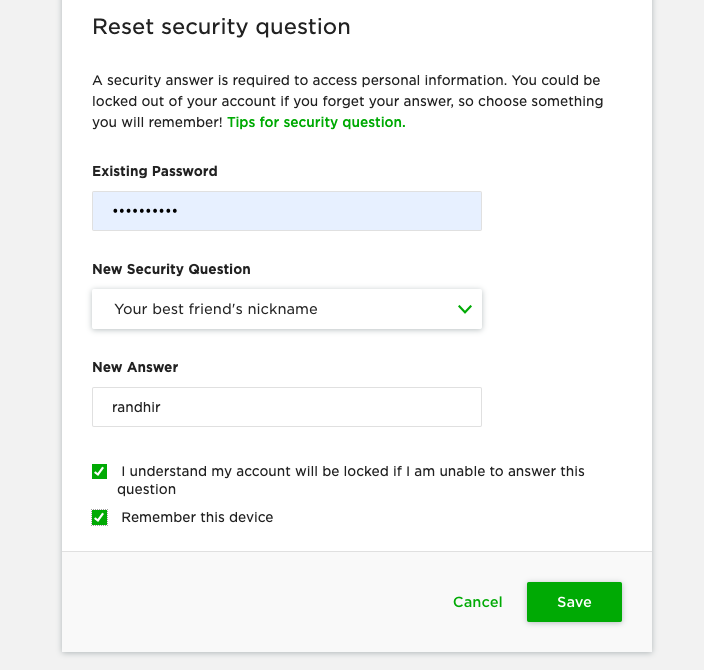 Reset security question
A security answer is required to access personal information. You could be
locked out of your account if you forget your answer, so choose something
you will remember! Tips for security question.
Existing Password
••••••••••
New Security Question
Your best friend's nickname
New Answer
randhir
I understand my account will be locked if I am unable to answer this
question
Remember this device
Cancel
Save